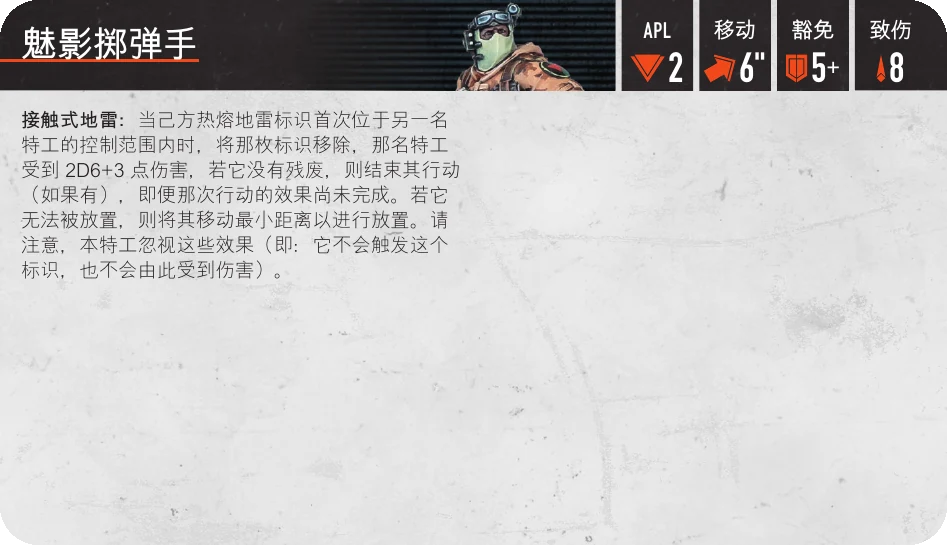 魅影掷弹手
APL 移动 豁免 致伤
2 6" 5+ 8
接触式地雷：当己方热熔地雷标识首次位于另一名
特工的控制范围内时，将那枚标识移除，那名特工
受到 2D6+3 点伤害，若它没有残废，则结束其行动
（如果有），即便那次行动的效果尚未完成。若它
无法被放置，则将其移动最小距离以进行放置。请
注意，本特工忽视这些效果（即：它不会触发这个
标识，也不会由此受到伤害）。